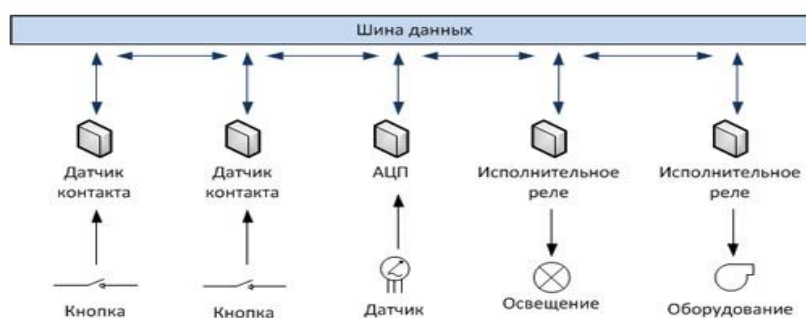 Шина данных
Датчик контакта
Датчик контакта
АЦП
Исполнительное реле
Исполнительное реле
Кнопка
Кнопка
Датчик
Освещение
Оборудование